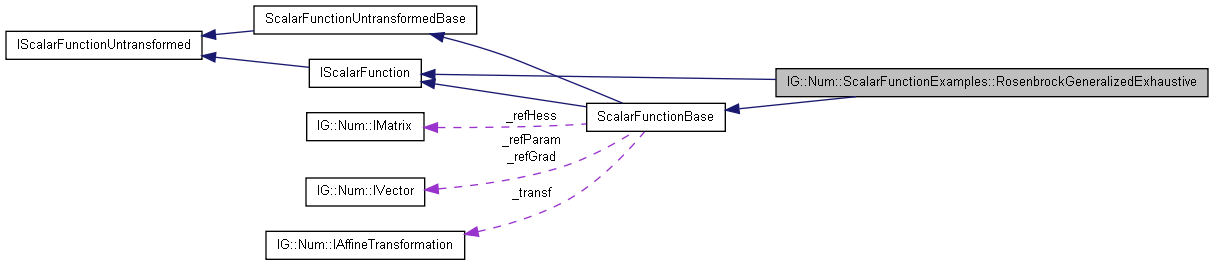 ScalarFunctionUntransformedBase
IScalarFunctionUntransformed
IScalarFunction
IG::Num::ScalarFunctionExamples::RosenbrockGeneralizedExhaustive
ScalarFunctionBase
_refHess
IG::Num::IMatrix
_refParam
_refGrad
IG::Num::IVector
_transf
IG::Num::IAffineTransformation